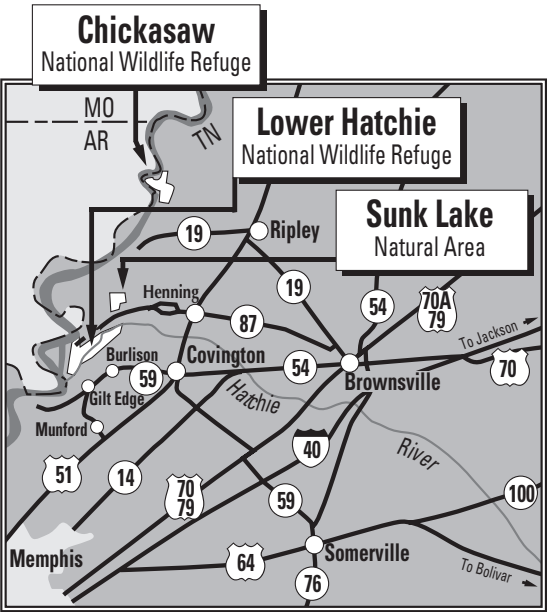 Chickasaw
National Wildlife Refuge
MO
AR
TN
Lower Hatchie
National Wildlife Refuge
Sunk Lake
Natural Area
19
Ripley
19
54
70A
79
Henning
87
To Jackson
70
Burlison
Covington
59
54
Brownsville
Gilt Edge
Hatchie
River
Munford
40
51
14
70
79
59
100
Memphis
64
Somerville
76
To Bolivar